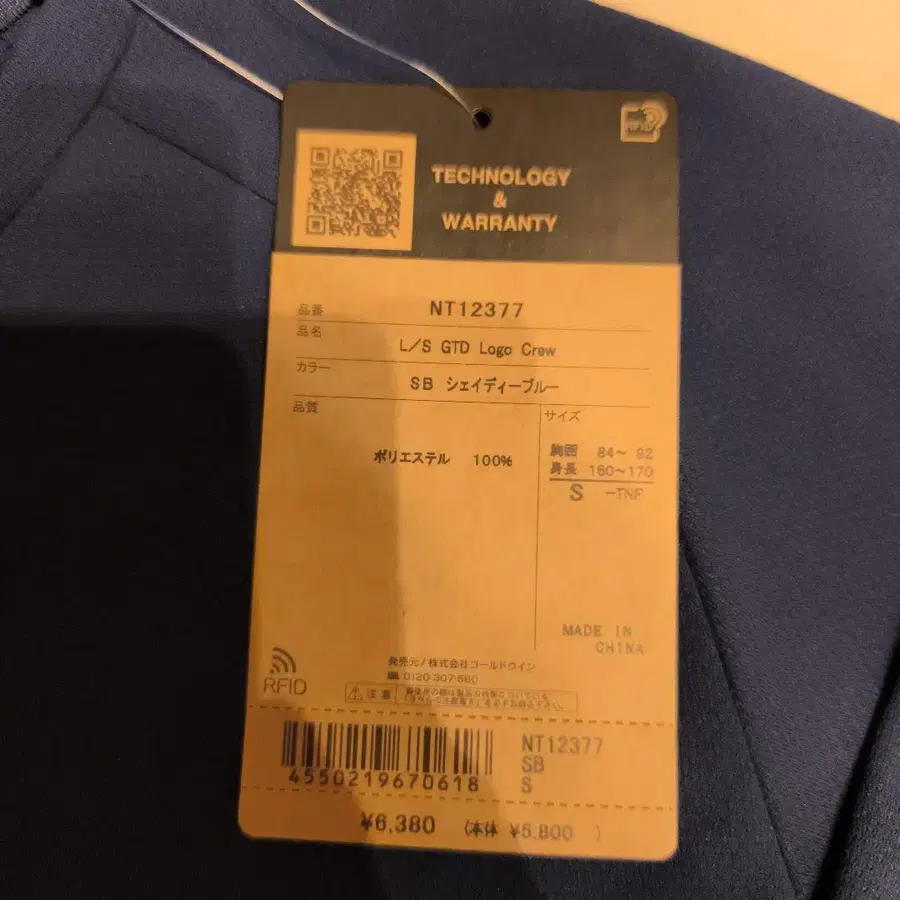 RFID
TECHNOLOGY
&
WARRANTY
品番 NT12377
品名
L/S GTD Logo Crew
カラー
SB シェイディーブルー
品質
ポリエステル 100%
サイズ
胸囲 84~ 92
身長 160~170
S -TNF
MADE IN
CHINA
RFID
発売元/株式会社ゴールドウイン
0120-307-560
注意
4550219670618
NT12377
SB
S
¥6,380 (本体 ¥5,800 )